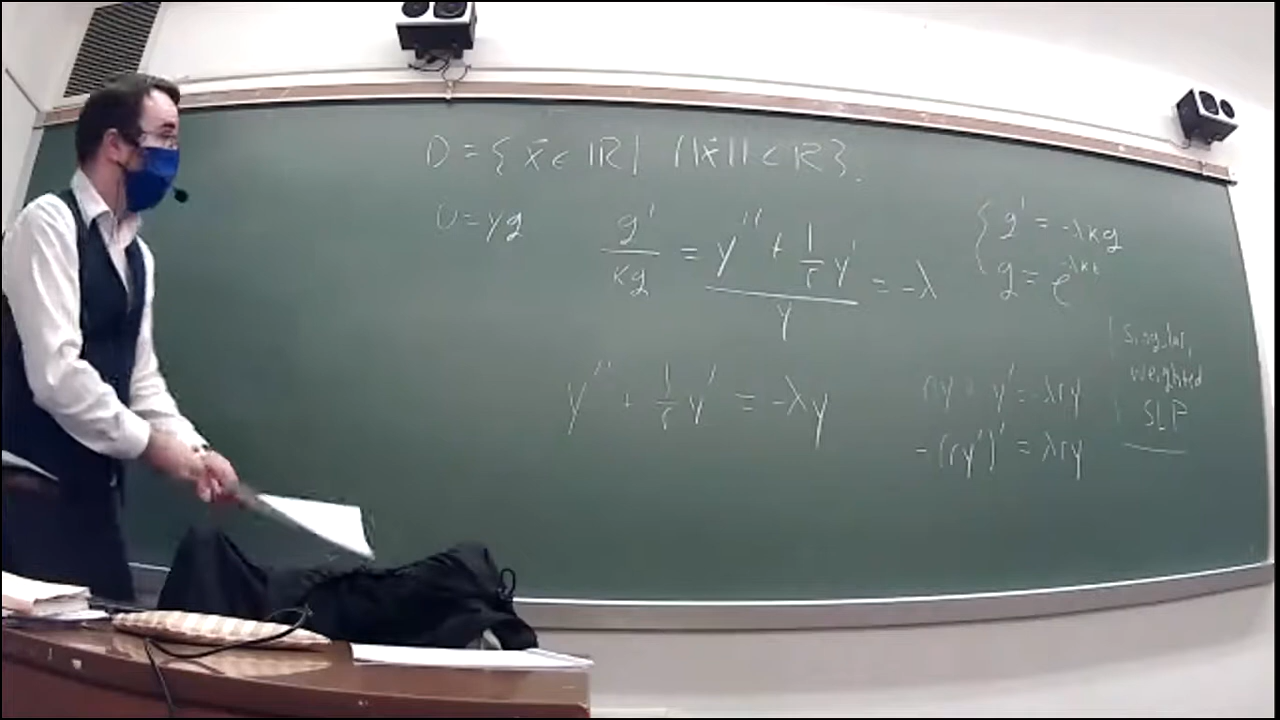 D = { x⃗ ∈ ℝ | ||x⃗|| < R }.
U = yg
g'/κg = (y'' + 1/r y')/y = -λ
{ g' = -λκg
g = e^{-λκt}
y'' + 1/r y' = -λy
ry'' + y' = -λry
-(ry')' = λry
singular,
weighted
SLP